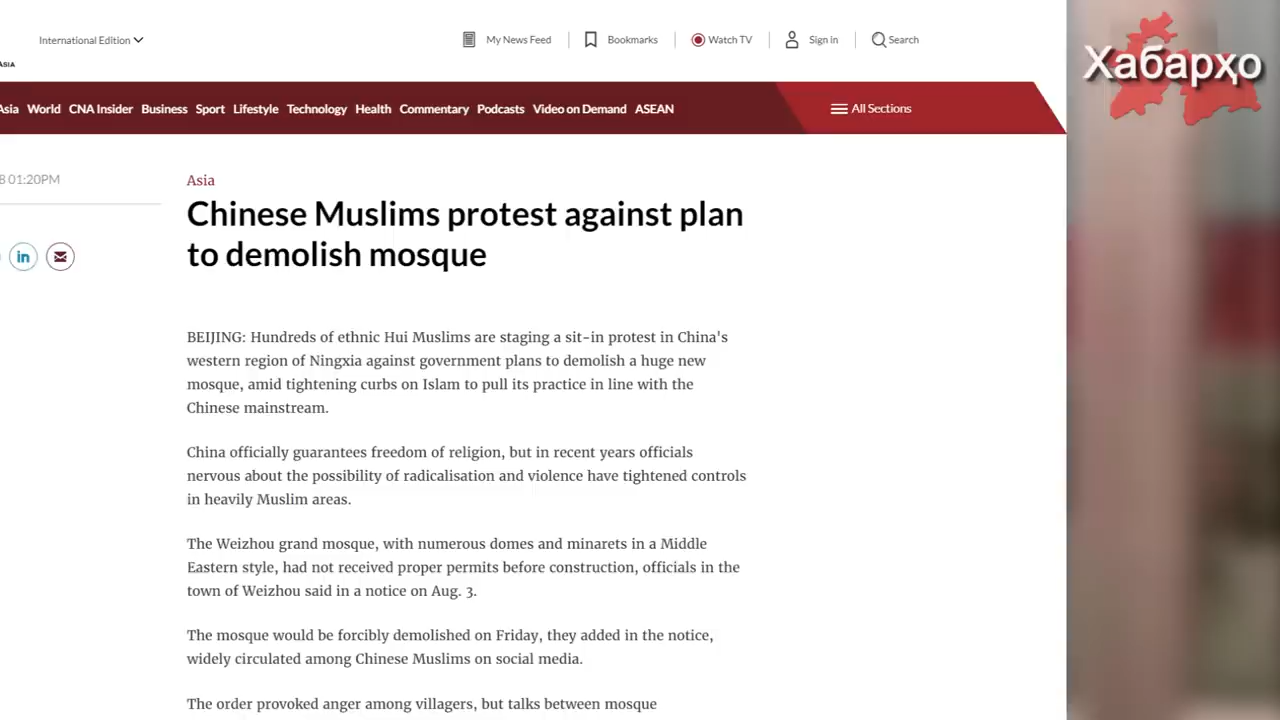 International Edition
My News Feed
Bookmarks
Watch TV
Sign in
Search
Хабарҳо
ASIA
Asia World CNA Insider Business Sport Lifestyle Technology Health Commentary Podcasts Video on Demand ASEAN
All Sections
8 01:20PM
Asia
Chinese Muslims protest against plan
to demolish mosque
in
BEIJING: Hundreds of ethnic Hui Muslims are staging a sit-in protest in China's
western region of Ningxia against government plans to demolish a huge new
mosque, amid tightening curbs on Islam to pull its practice in line with the
Chinese mainstream.
China officially guarantees freedom of religion, but in recent years officials
nervous about the possibility of radicalisation and violence have tightened controls
in heavily Muslim areas.
The Weizhou grand mosque, with numerous domes and minarets in a Middle
Eastern style, had not received proper permits before construction, officials in the
town of Weizhou said in a notice on Aug. 3.
The mosque would be forcibly demolished on Friday, they added in the notice,
widely circulated among Chinese Muslims on social media.
The order provoked anger among villagers, but talks between mosque